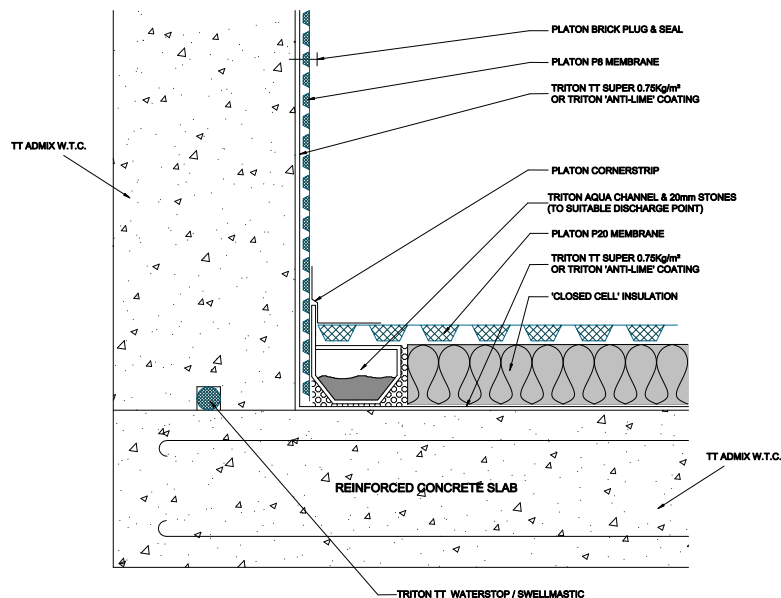 PLATON BRICK PLUG & SEAL
PLATON P8 MEMBRANE
TRITON TT SUPER 0.75Kg/m²
OR TRITON 'ANTI-LIME' COATING
TT ADMIX W.T.C.
PLATON CORNERSTRIP
TRITON AQUA CHANNEL & 20mm STONES
(TO SUITABLE DISCHARGE POINT)
PLATON P20 MEMBRANE
TRITON TT SUPER 0.75Kg/m²
OR TRITON 'ANTI-LIME' COATING
'CLOSED CELL' INSULATION
TT ADMIX W.T.C.
REINFORCED CONCRETE SLAB
TRITON TT WATERSTOP / SWELLMASTIC